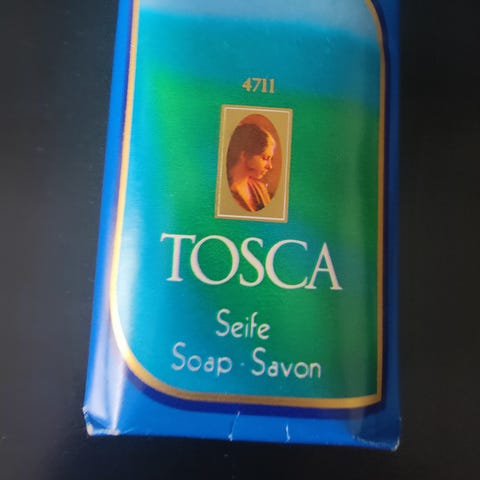 4711
TOSCA
Seife
Soap · Savon